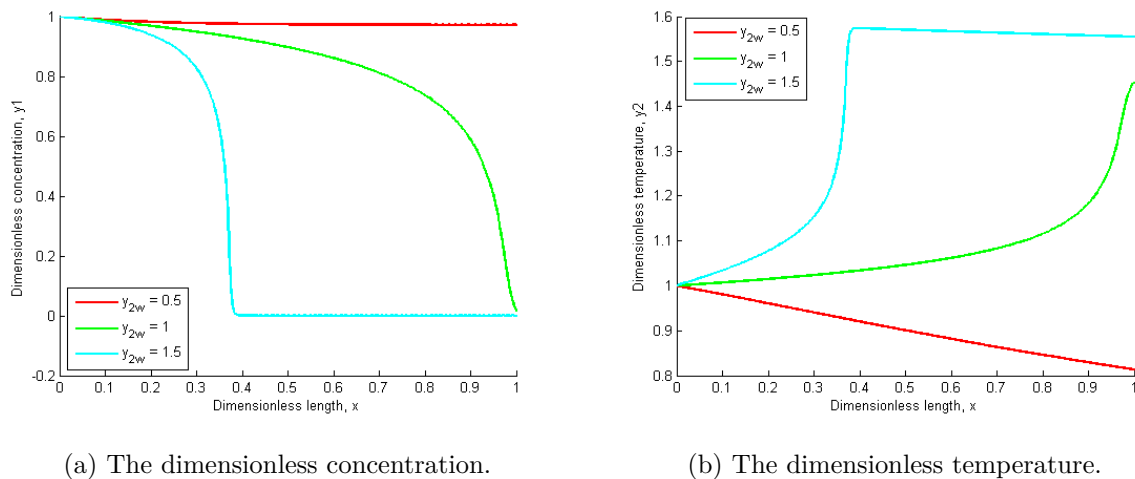 1
0.8
0.6
0.4
0.2
0
-0.2
Dimensionless concentration, y1
y2w = 0.5
y2w = 1
y2w = 1.5
0 0.1 0.2 0.3 0.4 0.5 0.6 0.7 0.8 0.9 1
Dimensionless length, x
(a) The dimensionless concentration.
1.6
1.5
1.4
1.3
1.2
1.1
1
0.9
0.8
Dimensionless temperature, y2
y2w = 0.5
y2w = 1
y2w = 1.5
0 0.1 0.2 0.3 0.4 0.5 0.6 0.7 0.8 0.9 1
Dimensionless length, x
(b) The dimensionless temperature.